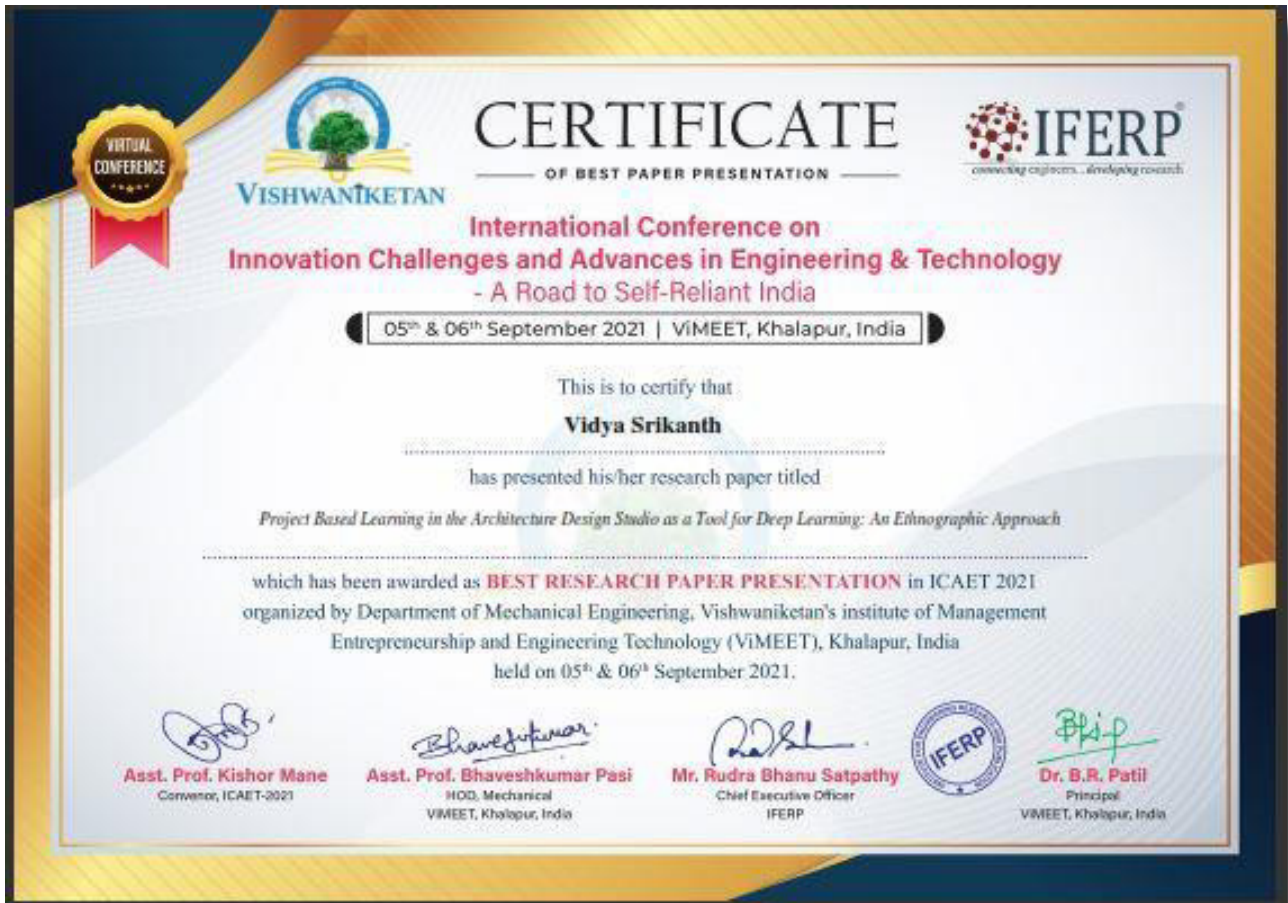 VIRTUAL
CONFERENCE
VISHWANIKETAN
CERTIFICATE
OF BEST PAPER PRESENTATION
IFERP
connecting engineers...developing research
International Conference on
Innovation Challenges and Advances in Engineering & Technology
- A Road to Self-Reliant India
05th & 06th September 2021 | ViMEET, Khalapur, India
This is to certify that
Vidya Srikanth
has presented his/her research paper titled
Project Based Learning in the Architecture Design Studio as a Tool for Deep Learning: An Ethnographic Approach
which has been awarded as BEST RESEARCH PAPER PRESENTATION in ICAET 2021
organized by Department of Mechanical Engineering, Vishwaniketan's institute of Management
Entrepreneurship and Engineering Technology (ViMEET), Khalapur, India
held on 05th & 06th September 2021.
Bhaveshkumar
IFERP
Asst. Prof. Kishor Mane
Convenor, ICAET-2021
Asst. Prof. Bhaveshkumar Pasi
HOD, Mechanical
ViMEET, Khalapur, India
Mr. Rudra Bhanu Satpathy
Chief Executive Officer
IFERP
Dr. B.R. Patil
Principal
ViMEET, Khalapur, India